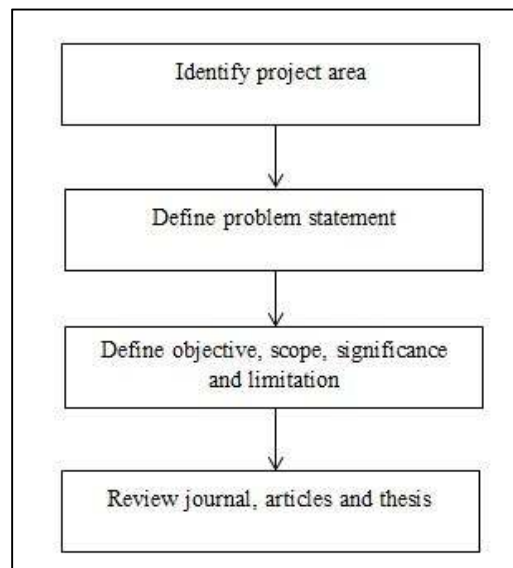 Identify project area
Define problem statement
Define objective, scope, significance
and limitation
Review journal, articles and thesis